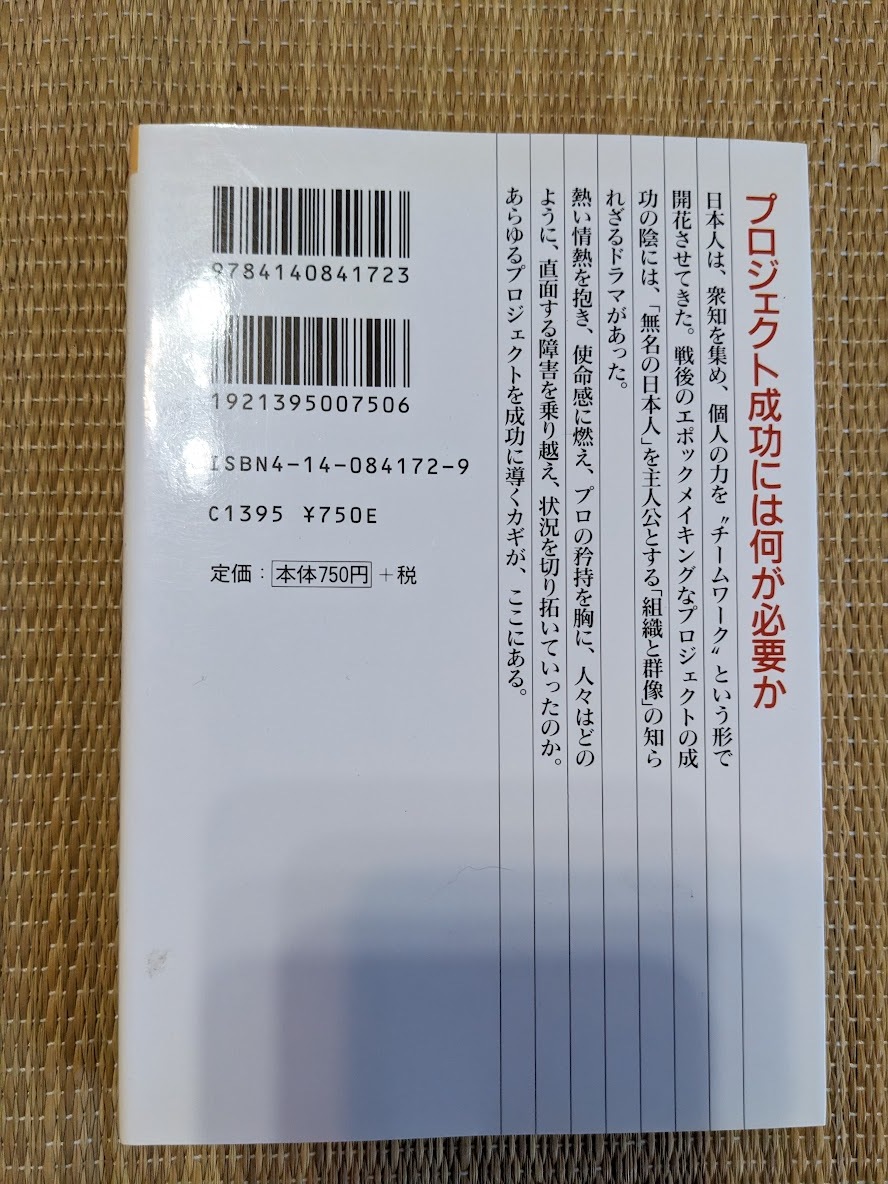 プロジェクト成功には何が必要か
日本人は、衆知を集め、個人の力を〝チームワーク〟という形で
開花させてきた。戦後のエポックメイキングなプロジェクトの成
功の陰には、「無名の日本人」を主人公とする「組織と群像」の知ら
れざるドラマがあった。
熱い情熱を抱き、使命感に燃え、プロの矜持を胸に、人々はどの
ように、直面する障害を乗り越え、状況を切り拓いていったのか。
あらゆるプロジェクトを成功に導くカギが、ここにある。
9784140841723
1921395007506
ISBN4-14-084172-9
C1395 ¥750E
定価：本体750円＋税